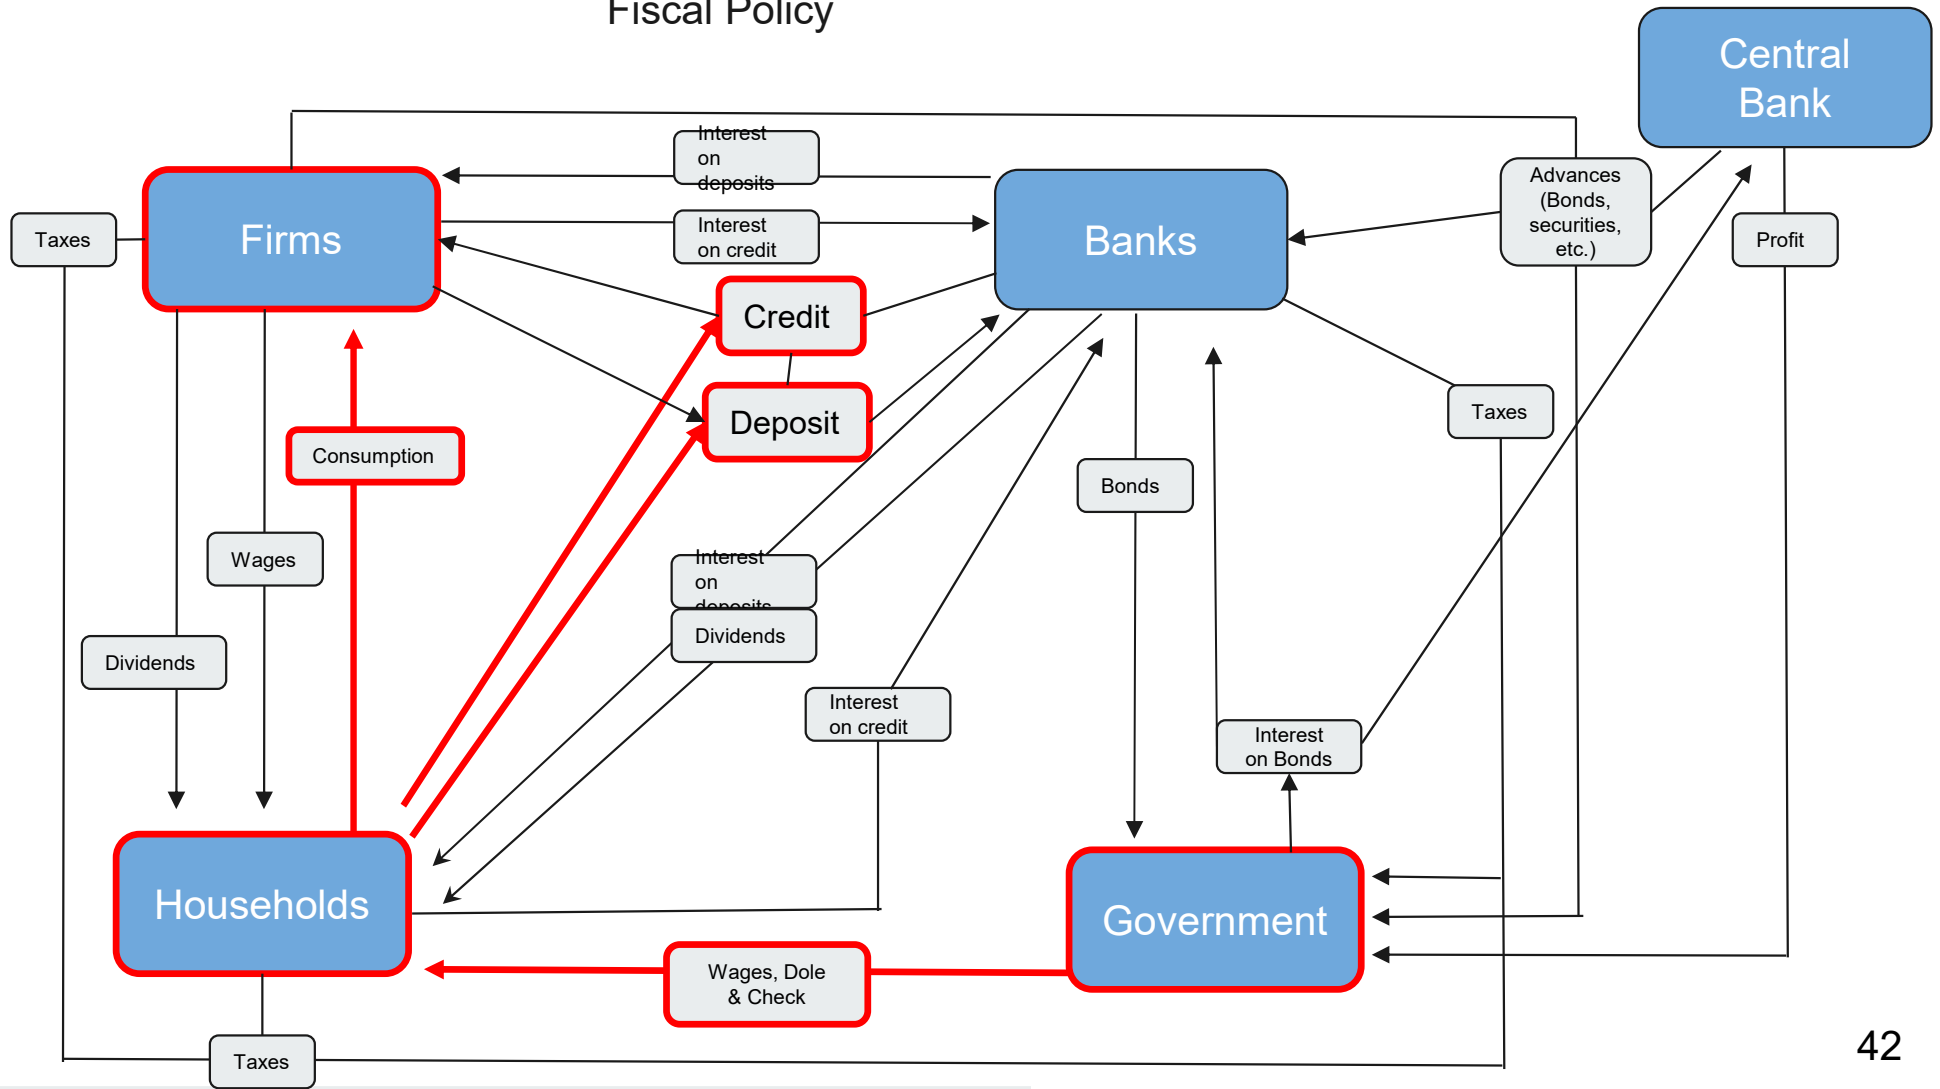 Fiscal Policy
Central
Bank
Interest
on
deposits
Advances
(Bonds,
securities,
etc.)
Taxes
Firms
Interest
on credit
Banks
Profit
Credit
Deposit
Taxes
Consumption
Bonds
Wages
Interest
on
deposits
Dividends
Dividends
Interest
on credit
Interest
on Bonds
Households
Government
Wages, Dole
& Check
Taxes
42